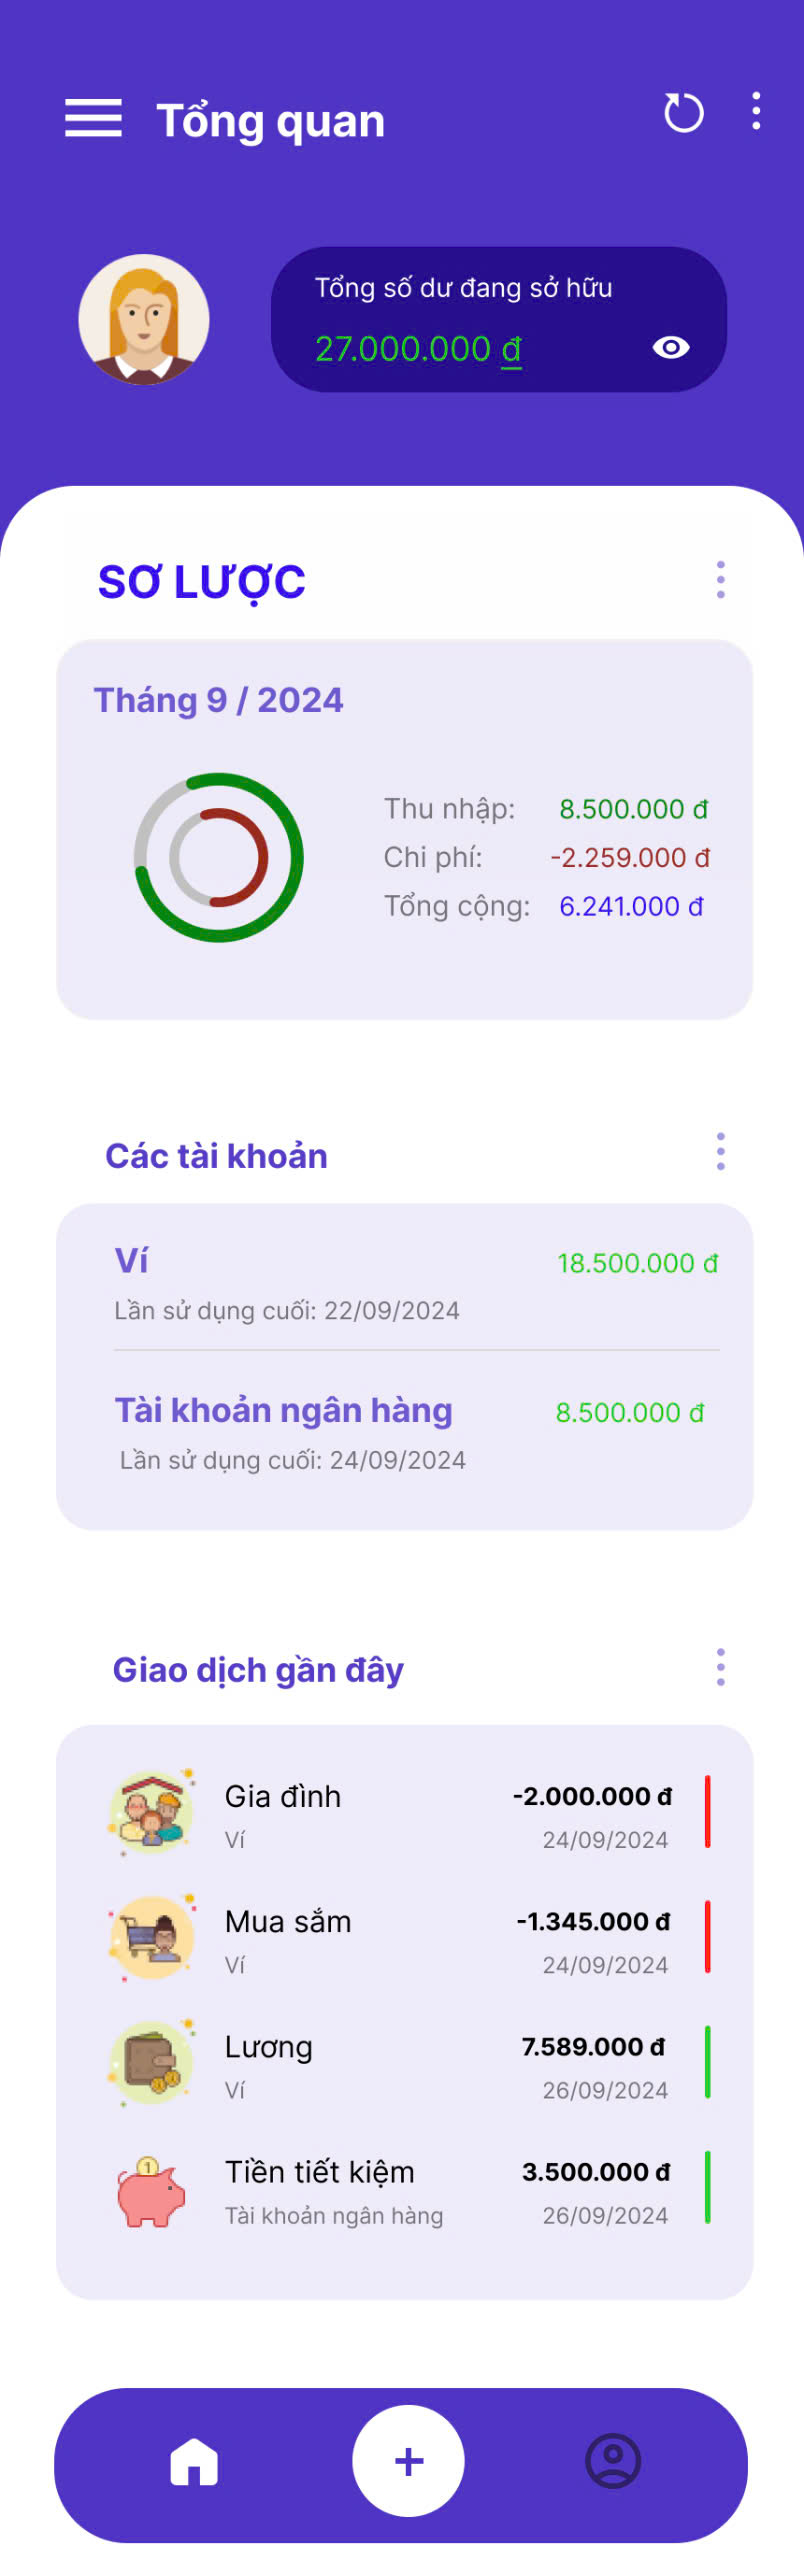 Tổng quan
Tổng số dư đang sở hữu
27.000.000 đ
SƠ LƯỢC
Tháng 9 / 2024
Thu nhập: 8.500.000 đ
Chi phí: -2.259.000 đ
Tổng cộng: 6.241.000 đ
Các tài khoản
Ví 18.500.000 đ
Lần sử dụng cuối: 22/09/2024
Tài khoản ngân hàng 8.500.000 đ
Lần sử dụng cuối: 24/09/2024
Giao dịch gần đây
Gia đình -2.000.000 đ
Ví 24/09/2024
Mua sắm -1.345.000 đ
Ví 24/09/2024
Lương 7.589.000 đ
Ví 26/09/2024
Tiền tiết kiệm 3.500.000 đ
Tài khoản ngân hàng 26/09/2024